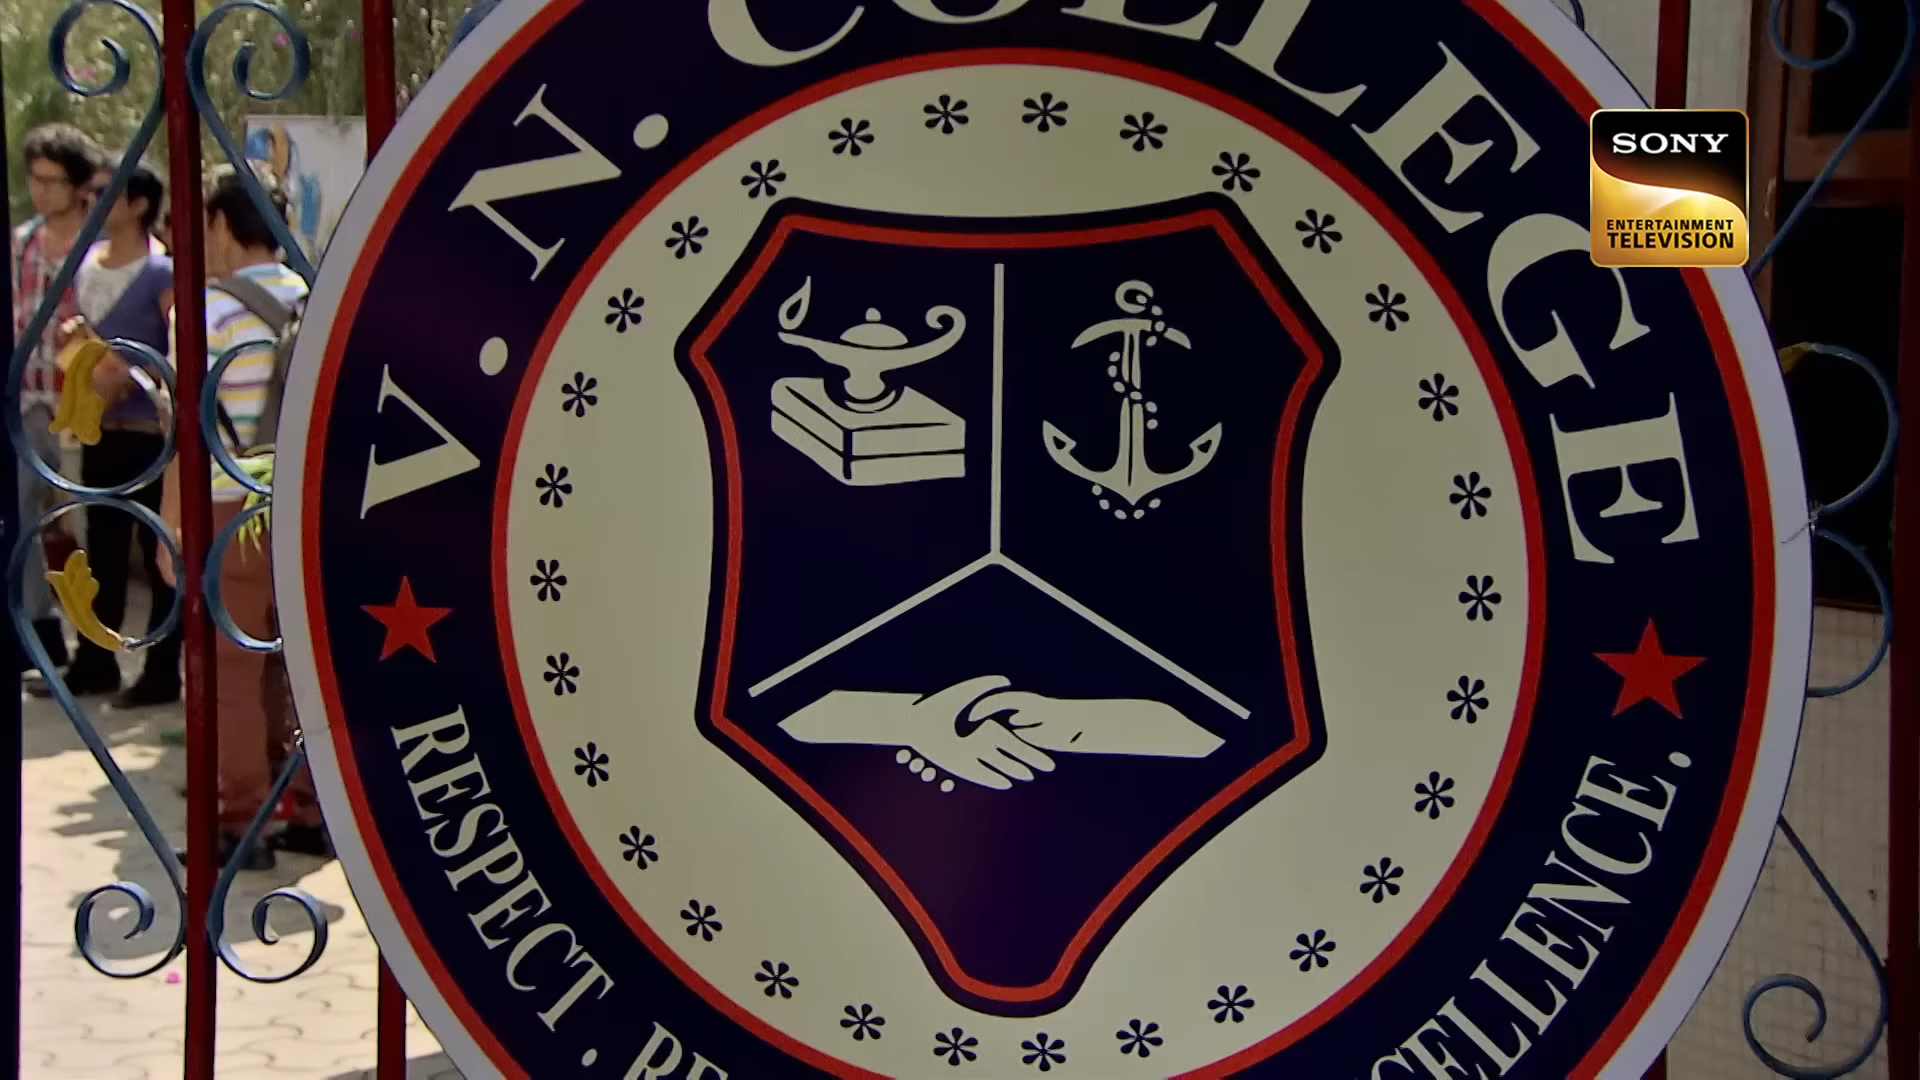 V. N. COLLEGE
SONY
ENTERTAINMENT
TELEVISION
RESPECT .